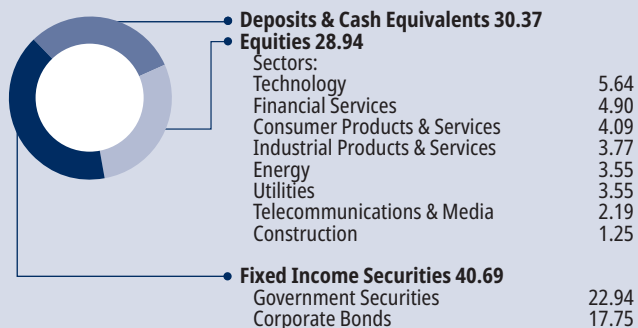 Deposits & Cash Equivalents 30.37
Equities 28.94
Sectors:
Technology 5.64
Financial Services 4.90
Consumer Products & Services 4.09
Industrial Products & Services 3.77
Energy 3.55
Utilities 3.55
Telecommunications & Media 2.19
Construction 1.25
Fixed Income Securities 40.69
Government Securities 22.94
Corporate Bonds 17.75